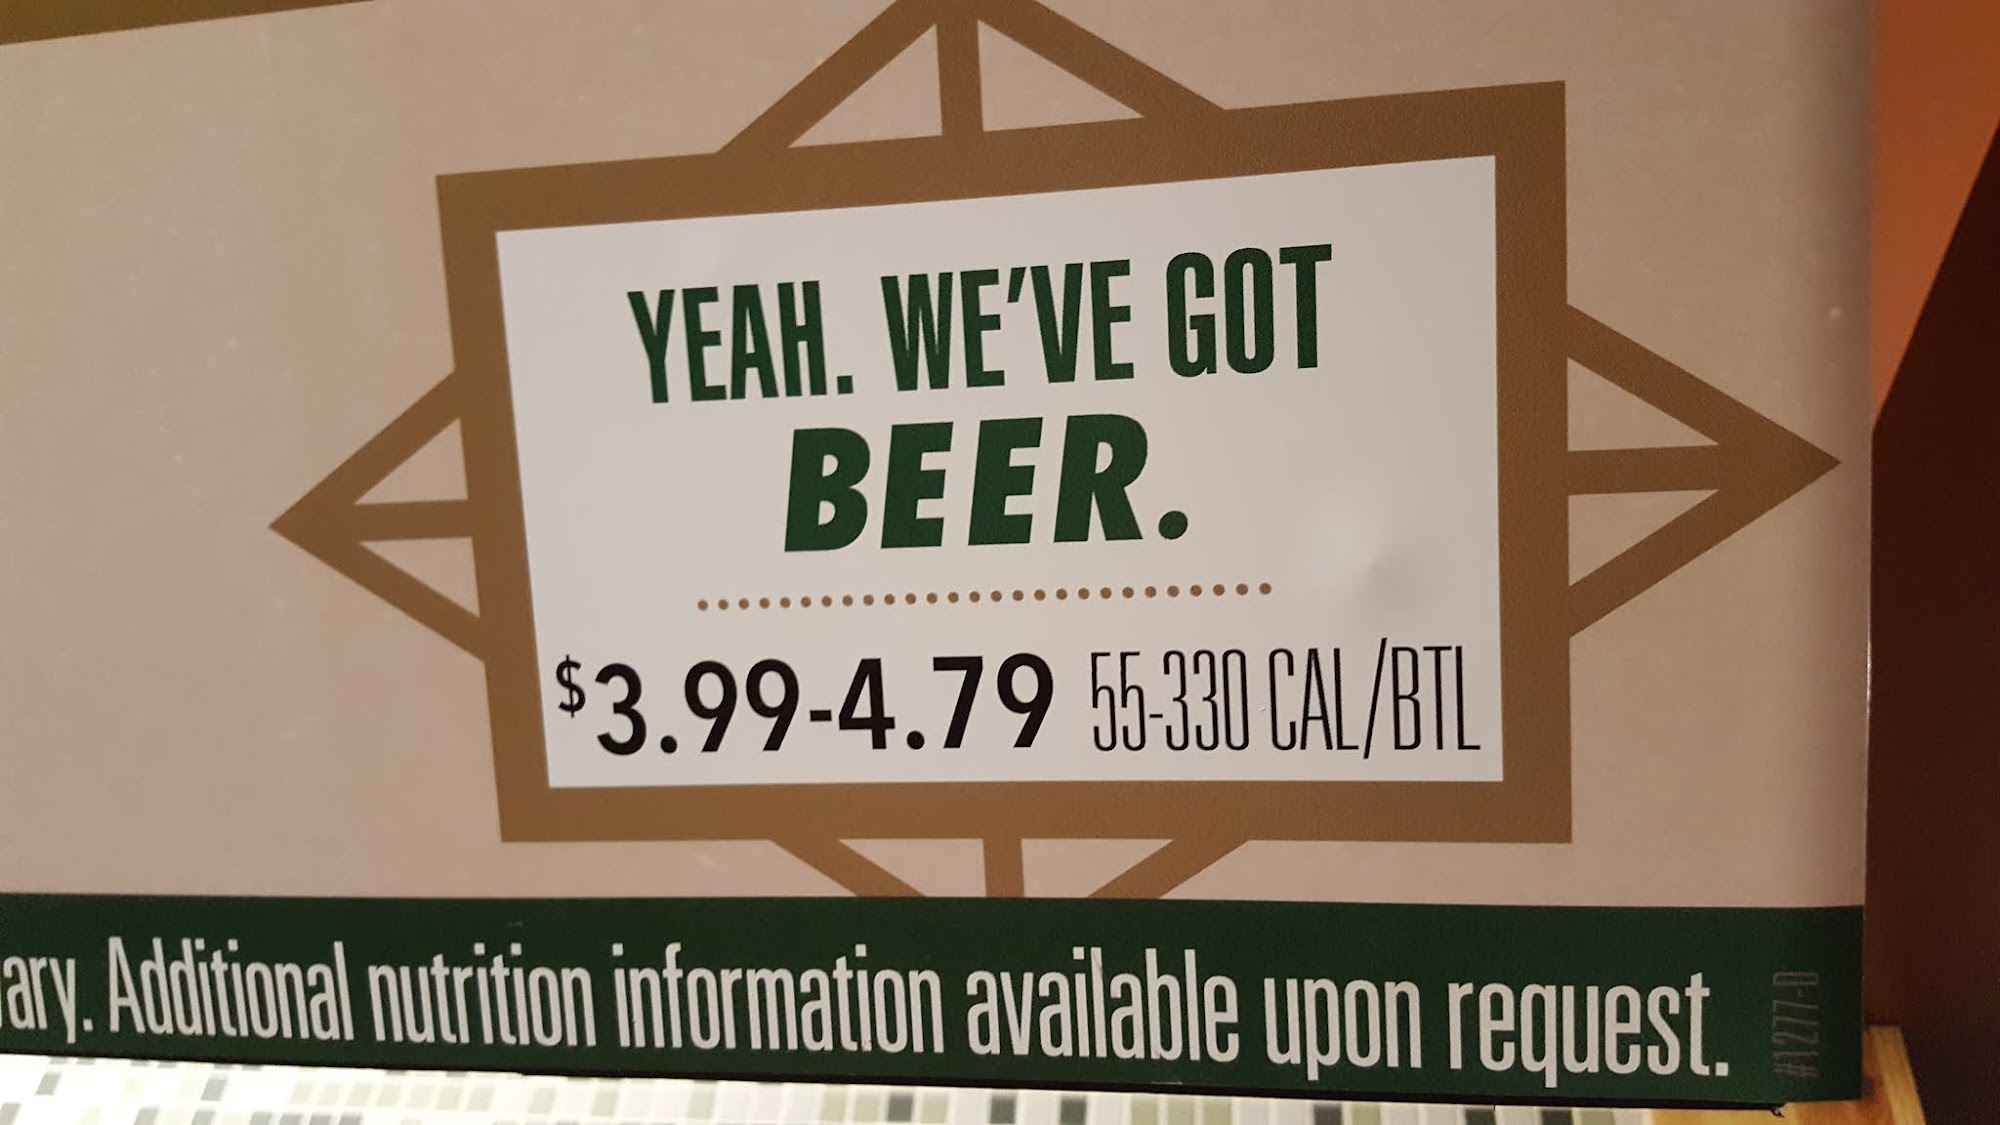 YEAH. WE'VE GOT
BEER.
$3.99-4.79 55-330 CAL/BTL
ary. Additional nutrition information available upon request.
#1277-D